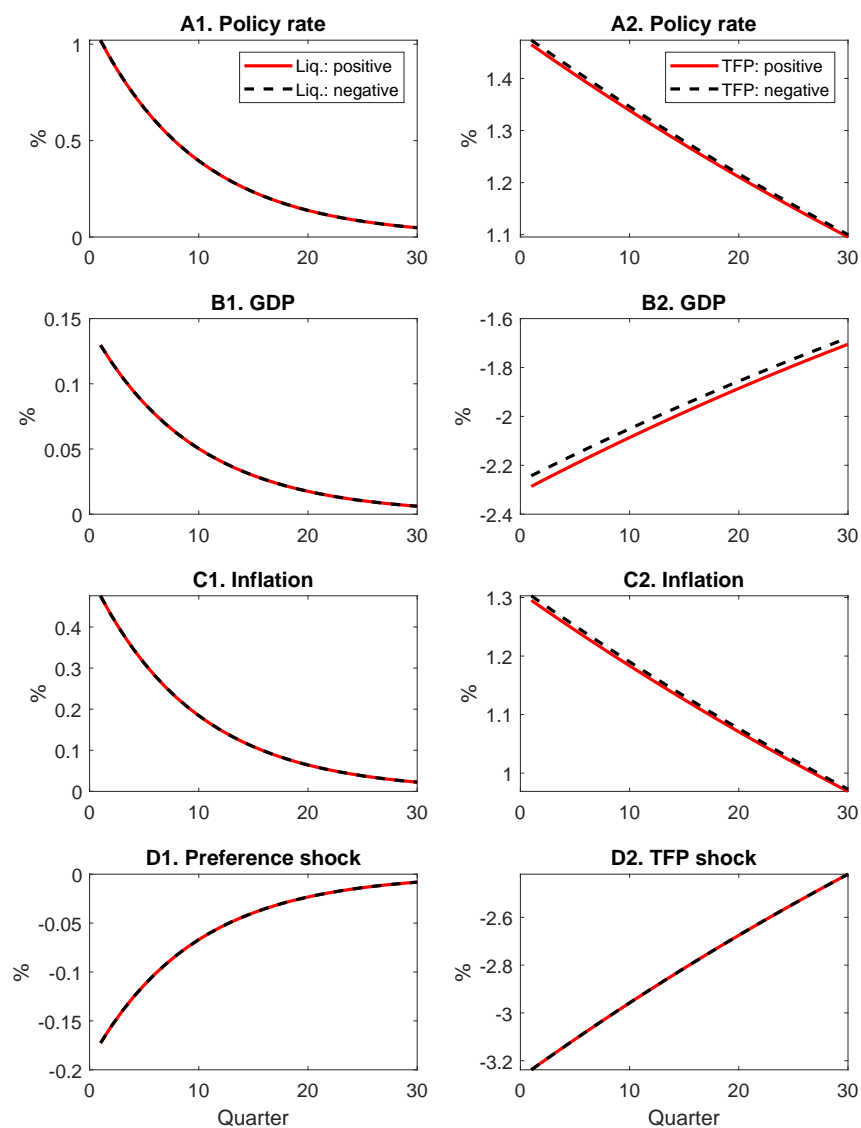 A1. Policy rate
1
0.5
0
%
0 10 20 30
Liq.: positive
Liq.: negative
A2. Policy rate
1.4
1.3
1.2
1.1
%
0 10 20 30
TFP: positive
TFP: negative
B1. GDP
0.15
0.1
0.05
0
%
0 10 20 30
B2. GDP
-1.6
-1.8
-2
-2.2
-2.4
%
0 10 20 30
C1. Inflation
0.4
0.3
0.2
0.1
0
%
0 10 20 30
C2. Inflation
1.3
1.2
1.1
1
%
0 10 20 30
D1. Preference shock
0
-0.05
-0.1
-0.15
-0.2
%
0 10 20 30
Quarter
D2. TFP shock
-2.6
-2.8
-3
-3.2
%
0 10 20 30
Quarter